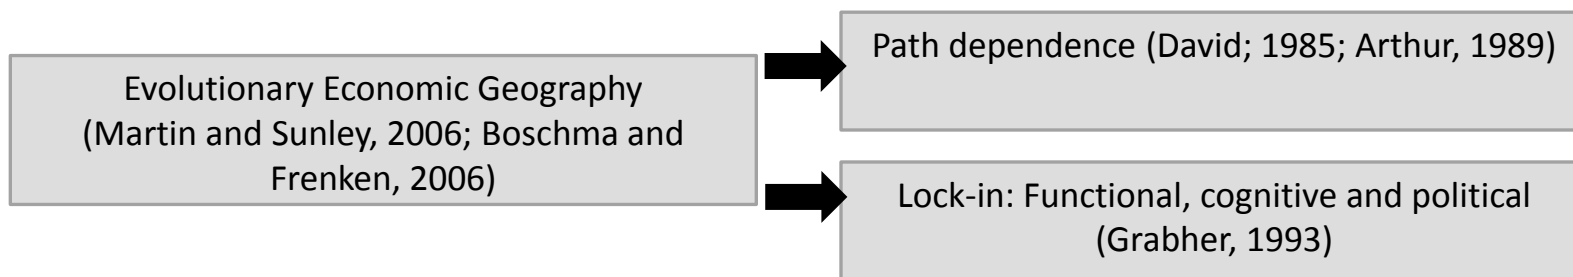 Evolutionary Economic Geography
(Martin and Sunley, 2006; Boschma and
Frenken, 2006)
Path dependence (David; 1985; Arthur, 1989)
Lock-in: Functional, cognitive and political
(Grabher, 1993)